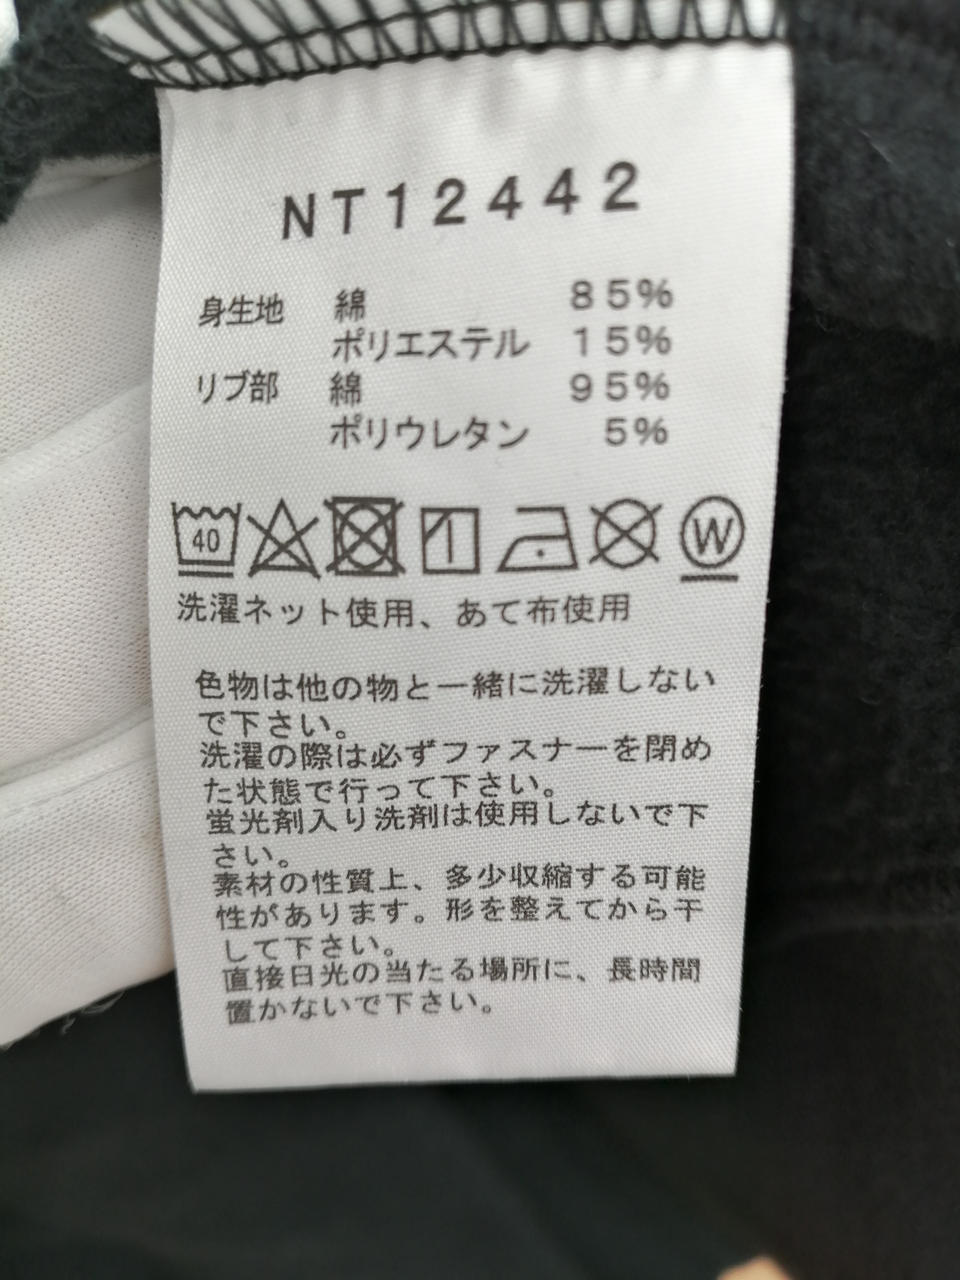 NT12442
身生地 綿 85%
ポリエステル 15%
リブ部 綿 95%
ポリウレタン 5%
40 W
洗濯ネット使用、あて布使用
色物は他の物と一緒に洗濯しない
で下さい。
洗濯の際は必ずファスナーを閉め
た状態で行って下さい。
蛍光剤入り洗剤は使用しないで下
さい。
素材の性質上、多少収縮する可能
性があります。形を整えてから干
して下さい。
直接日光の当たる場所に、長時間
置かないで下さい。